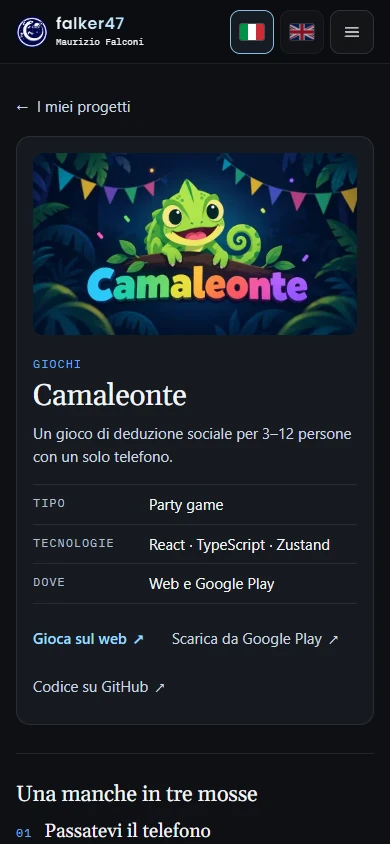 falker47
Maurizio Falconi
← I miei progetti
Camaleonte
GIOCHI
Camaleonte
Un gioco di deduzione sociale per 3–12 persone
con un solo telefono.
TIPO Party game
TECNOLOGIE React · TypeScript · Zustand
DOVE Web e Google Play
Gioca sul web ↗ Scarica da Google Play ↗
Codice su GitHub ↗
Una manche in tre mosse
01 Passatevi il telefono